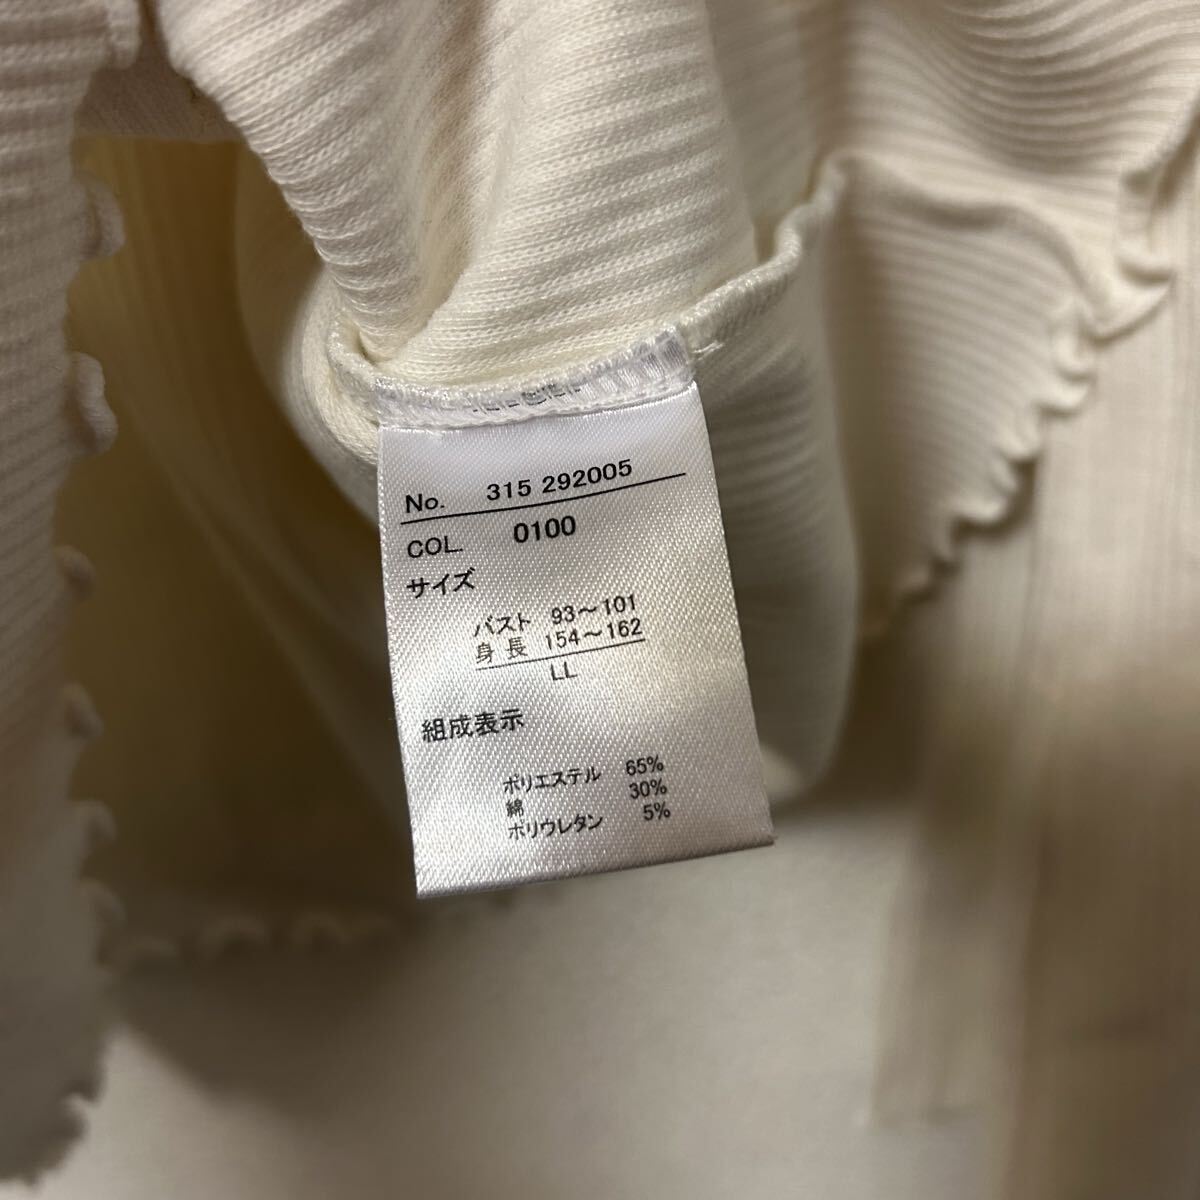 No. 315 292005
COL. 0100
サイズ
バスト 93～101
身長 154～162
LL
組成表示
ポリエステル 65%
綿 30%
ポリウレタン 5%